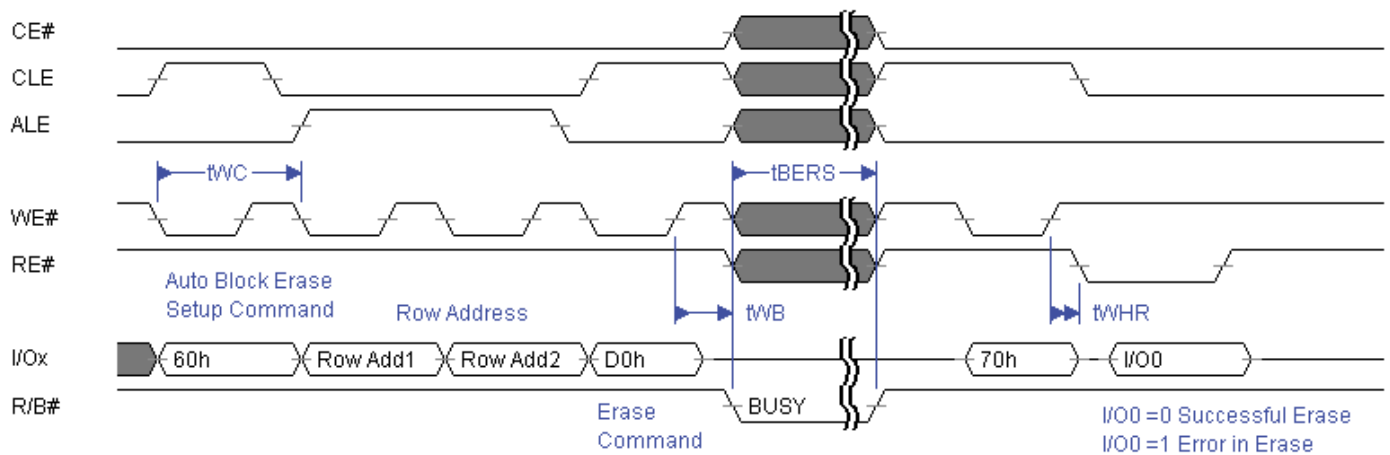 CE#
CLE
ALE
tWC
tBERS
WE#
RE#
Auto Block Erase
Setup Command
Row Address
tWB
tWHR
I/Ox
60h
Row Add1
Row Add2
D0h
70h
I/O0
R/B#
BUSY
Erase
Command
I/O0 =0 Successful Erase
I/O0 =1 Error in Erase